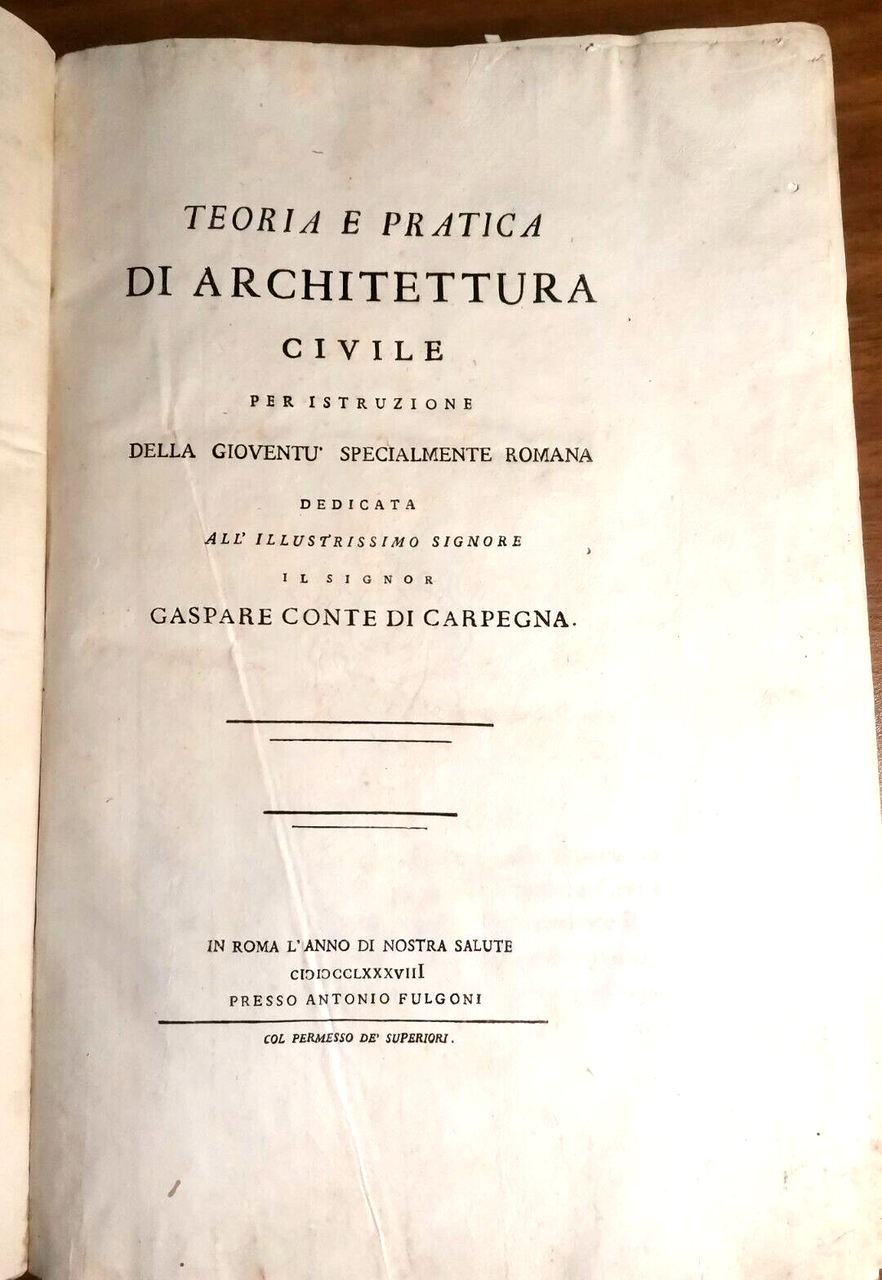 TEORIA E PRATICA
DI ARCHITETTURA
CIVILE
PER ISTRUZIONE
DELLA GIOVENTU' SPECIALMENTE ROMANA
DEDICATA
ALL' ILLUSTRISSIMO SIGNORE
IL SIGNOR
GASPARE CONTE DI CARPEGNA.
IN ROMA L'ANNO DI NOSTRA SALUTE
CIƆIƆCCLXXXVIII
PRESSO ANTONIO FULGONI
COL PERMESSO DE' SUPERIORI.